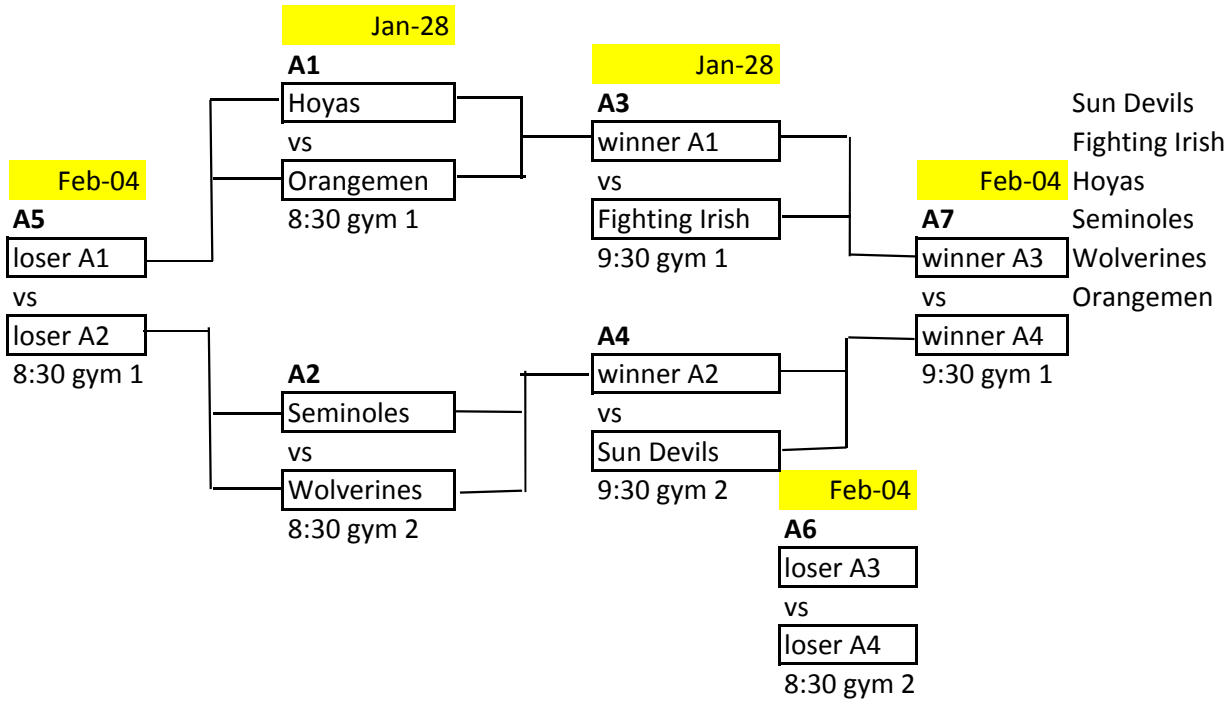 Jan-28
A1
Hoyas
vs
Orangemen
8:30 gym 1
Jan-28
A3
winner A1
vs
Fighting Irish
9:30 gym 1
Sun Devils
Fighting Irish
Hoyas
Seminoles
Wolverines
Orangemen
Feb-04
A5
loser A1
vs
loser A2
8:30 gym 1
Feb-04
A7
winner A3
vs
winner A4
9:30 gym 1
A2
Seminoles
vs
Wolverines
8:30 gym 2
A4
winner A2
vs
Sun Devils
9:30 gym 2
Feb-04
A6
loser A3
vs
loser A4
8:30 gym 2